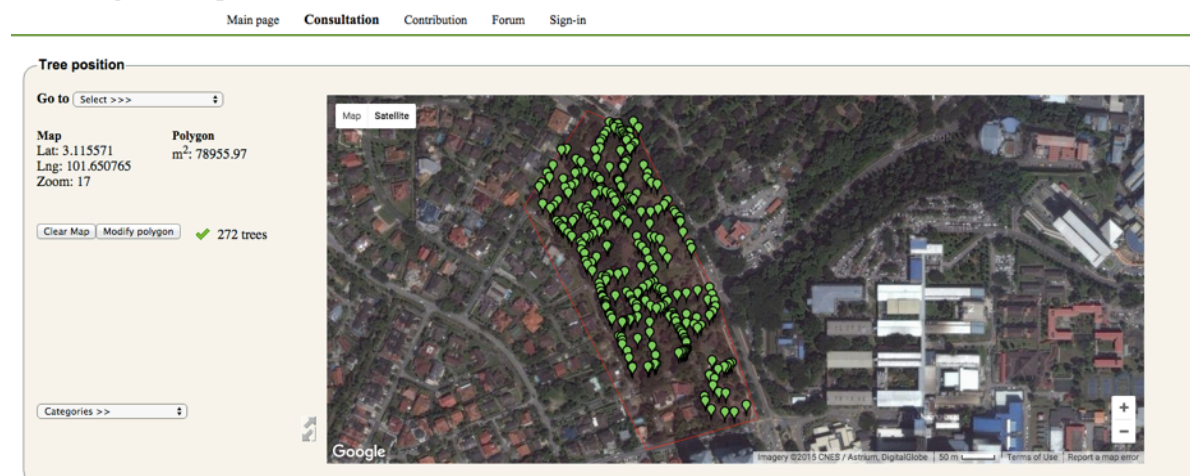 Main page Consultation Contribution Forum Sign-in
Tree position
Go to Select >>>
Map
Lat: 3.115571
Lng: 101.650765
Zoom: 17
Polygon
m²: 78955.97
Clear Map Modify polygon 272 trees
Categories >>
Map Satellite
+
−
Google
Imagery ©2015 CNES / Astrium, DigitalGlobe 50 m Terms of Use Report a map error